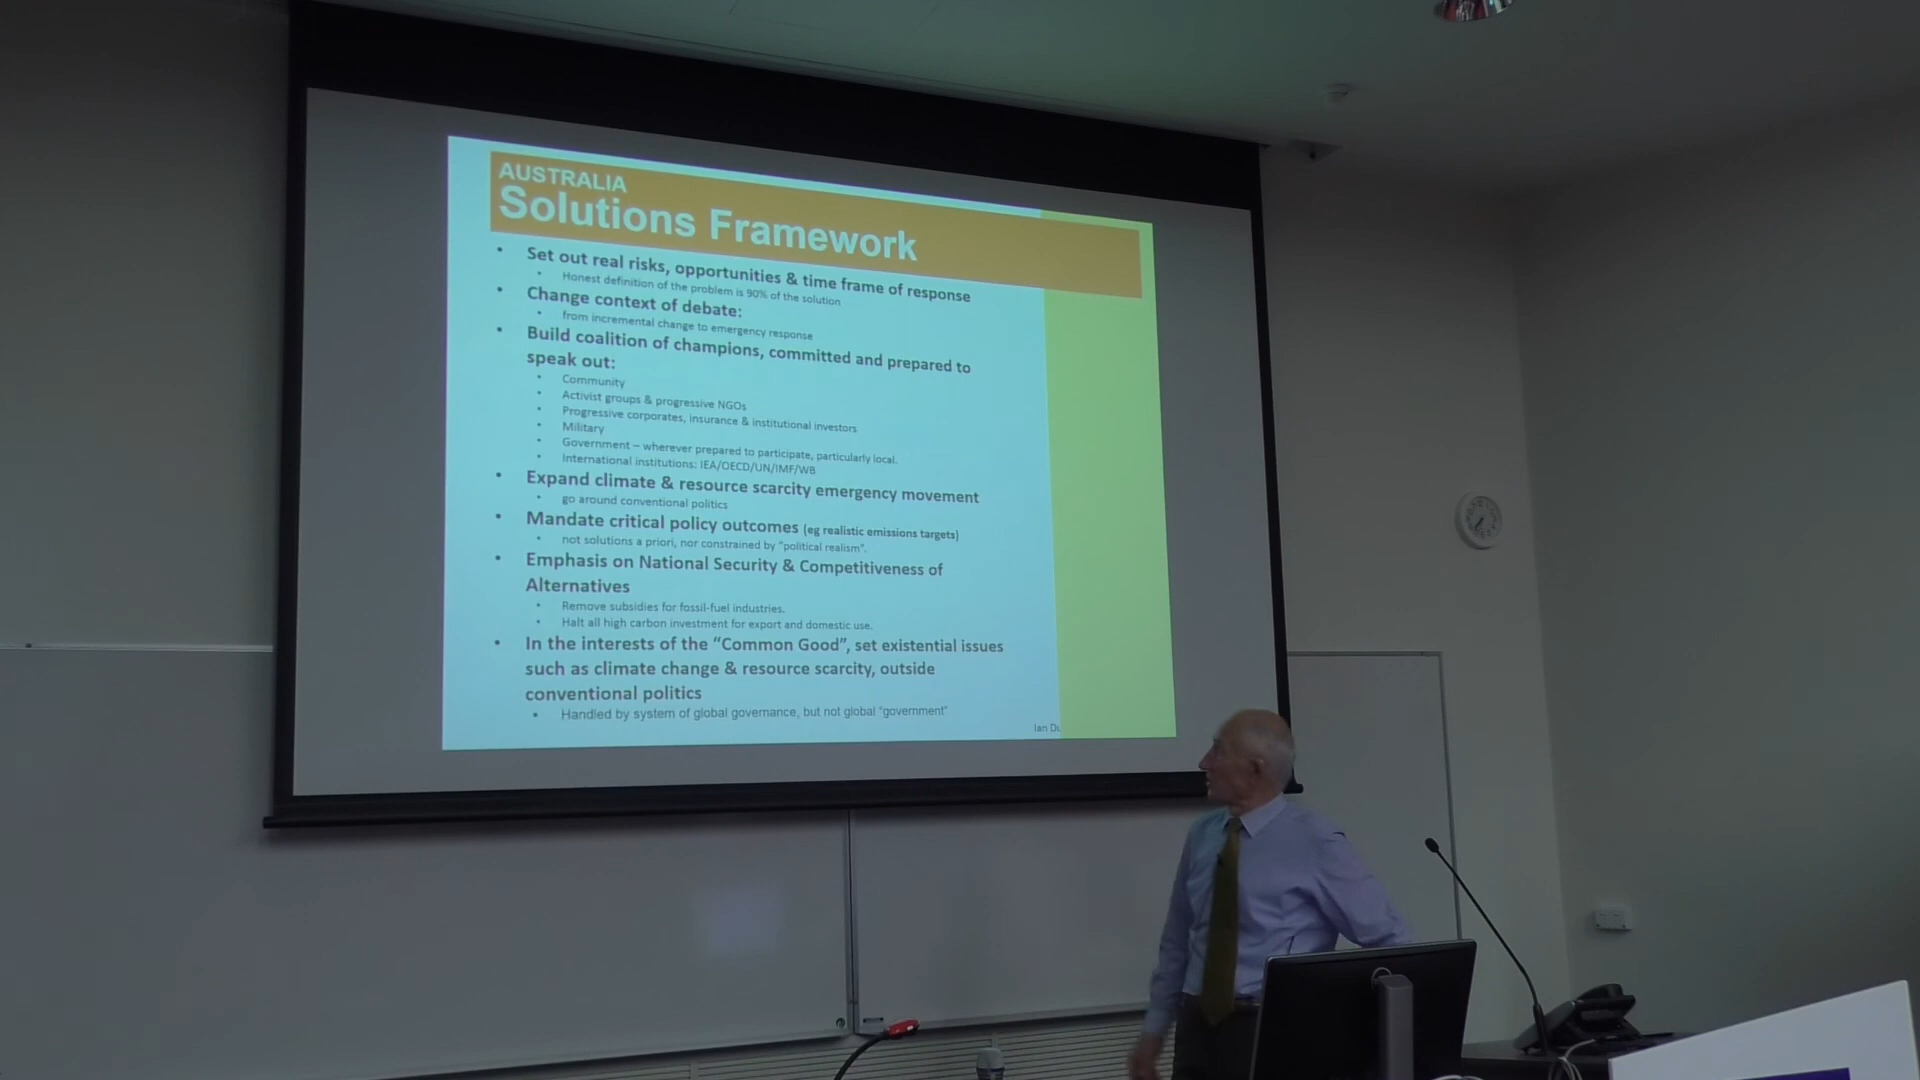 AUSTRALIA
Solutions Framework
• Set out real risks, opportunities & time frame of response
• Honest definition of the problem is 90% of the solution
• Change context of debate:
• from incremental change to emergency response
• Build coalition of champions, committed and prepared to
speak out:
• Community
• Activist groups & progressive NGOs
• Progressive corporates, insurance & institutional investors
• Military
• Government – wherever prepared to participate, particularly local.
• International institutions: IEA/OECD/UN/IMF/WB
• Expand climate & resource scarcity emergency movement
• go around conventional politics
• Mandate critical policy outcomes (eg realistic emissions targets)
• not solutions a priori, nor constrained by “political realism”.
• Emphasis on National Security & Competitiveness of
Alternatives
• Remove subsidies for fossil-fuel industries.
• Halt all high carbon investment for export and domestic use.
• In the interests of the “Common Good”, set existential issues
such as climate change & resource scarcity, outside
conventional politics
• Handled by system of global governance, but not global “government”
Ian